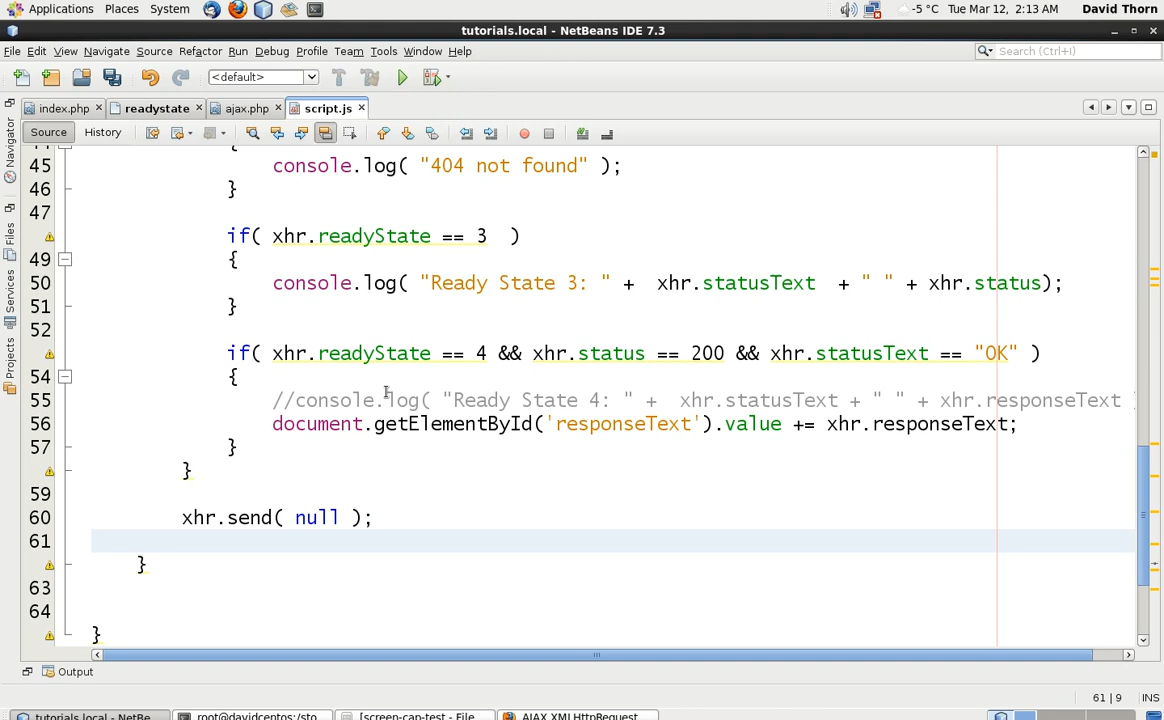 Applications Places System -5 °C Tue Mar 12, 2:13 AM David Thorn
tutorials.local - NetBeans IDE 7.3
File Edit View Navigate Source Refactor Run Debug Profile Team Tools Window Help Search (Ctrl+I)
<default>
index.php readystate ajax.php script.js
Source History
Navigator
Files
Services
Projects
45 console.log( "404 not found" );
46 }
47
if( xhr.readyState == 3 )
49 {
50 console.log( "Ready State 3: " + xhr.statusText + " " + xhr.status);
51 }
52
if( xhr.readyState == 4 && xhr.status == 200 && xhr.statusText == "OK" )
54 {
55 //console.log( "Ready State 4: " + xhr.statusText + " " + xhr.responseText
56 document.getElementById('responseText').value += xhr.responseText;
57 }
}
59
60 xhr.send( null );
61
}
63
64
}
Output
61 | 9 INS
tutorials.local - NetBe... root@davidcentos:/sto... [screen-cap-test - File ... AJAX XMLHttpRequest ...